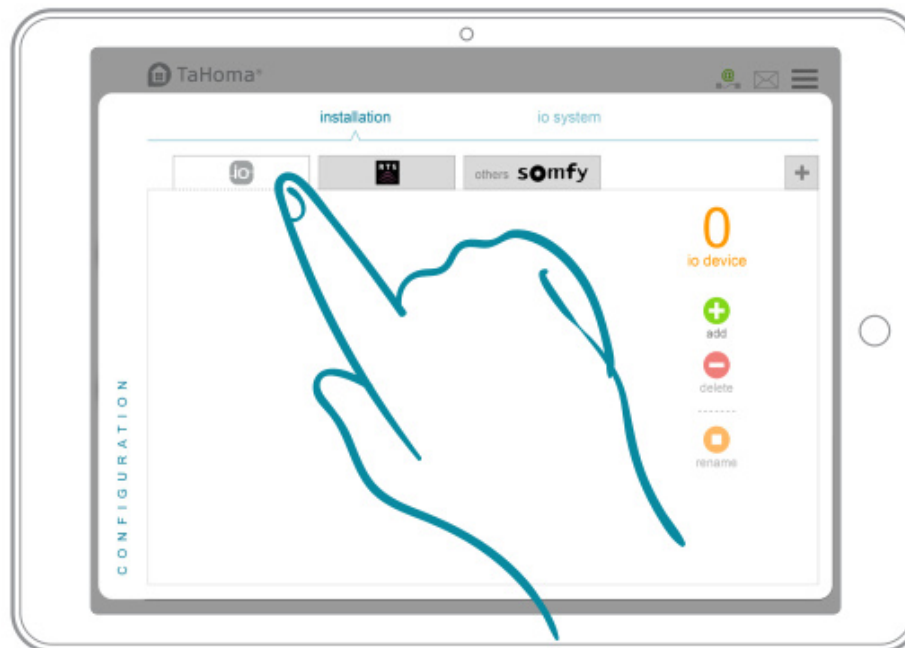 TaHoma®
@
installation
io system
io
RTS
others somfy
+
0
io device
add
delete
rename
CONFIGURATION